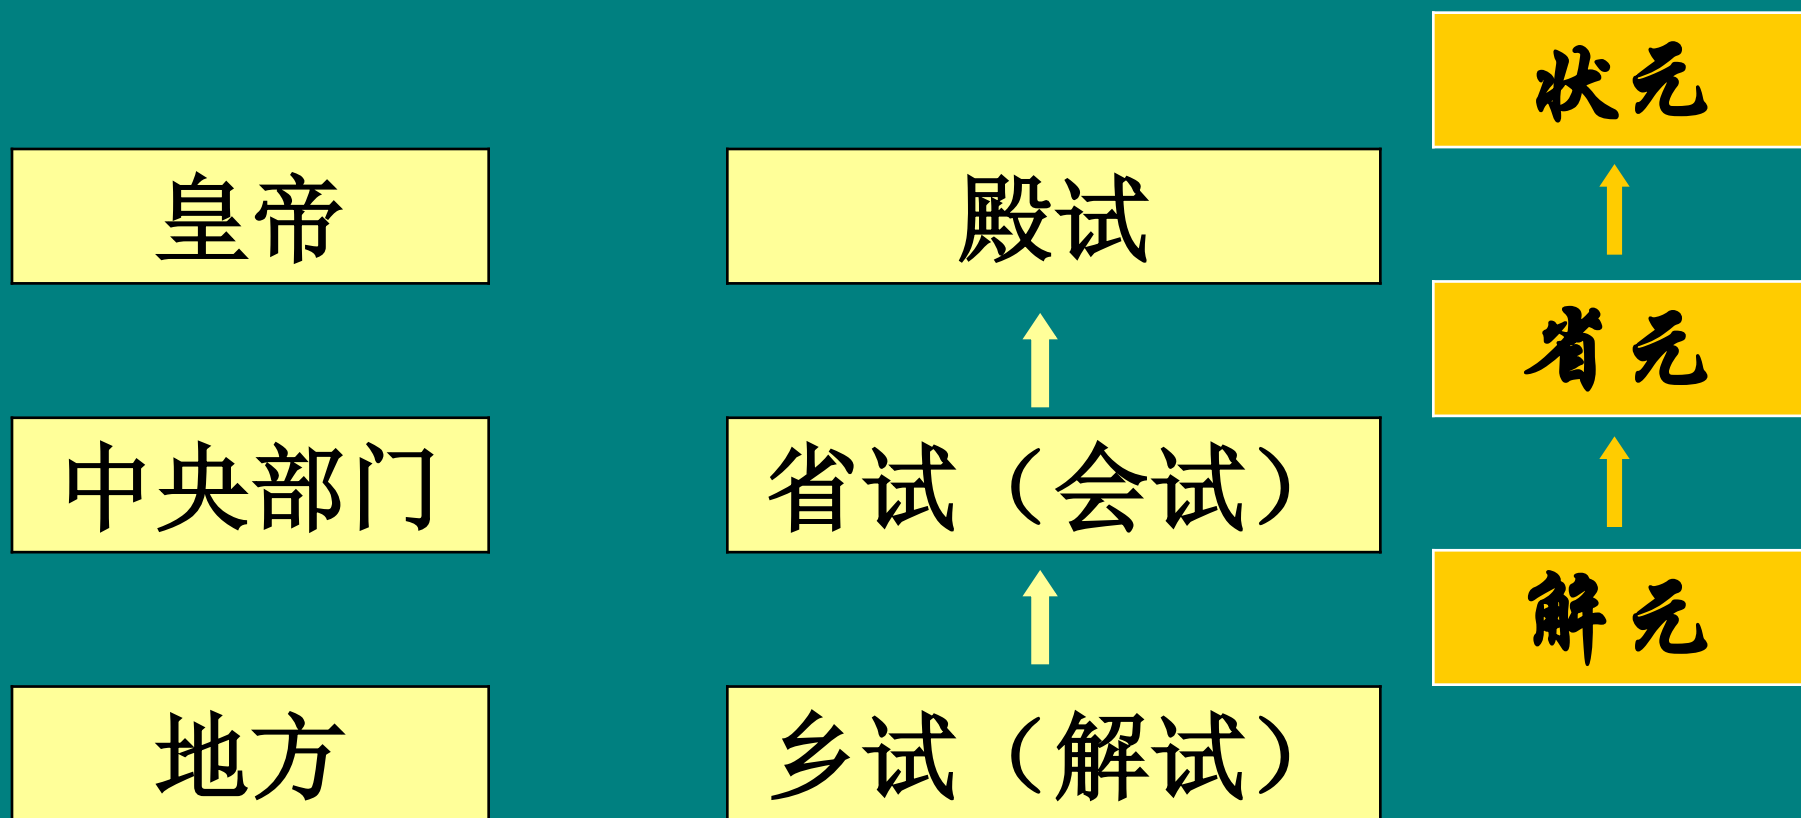 状元
皇帝
殿试
省元
中央部门
省试（会试）
解元
地方
乡试（解试）